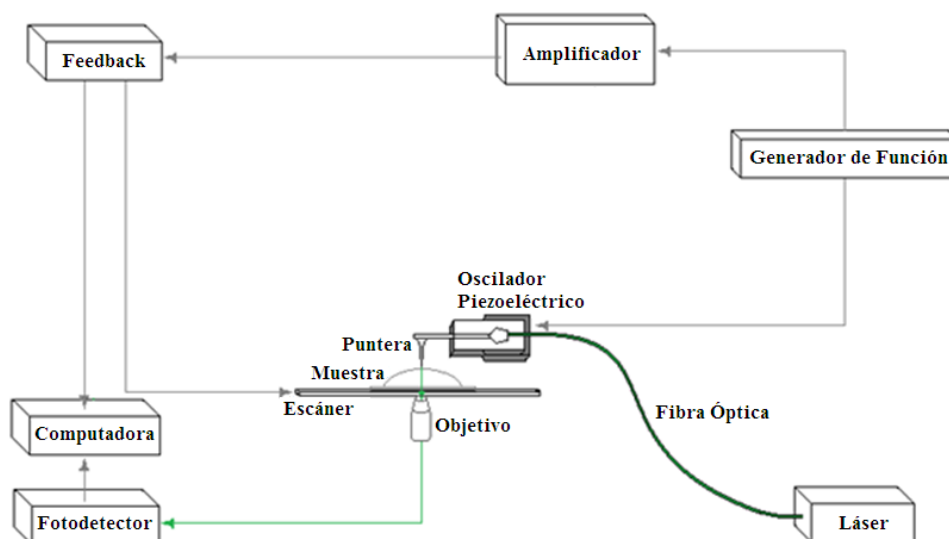 Feedback
Amplificador
Generador de Función
Oscilador
Piezoeléctrico
Puntera
Muestra
Escáner
Objetivo
Fibra Óptica
Computadora
Fotodetector
Láser